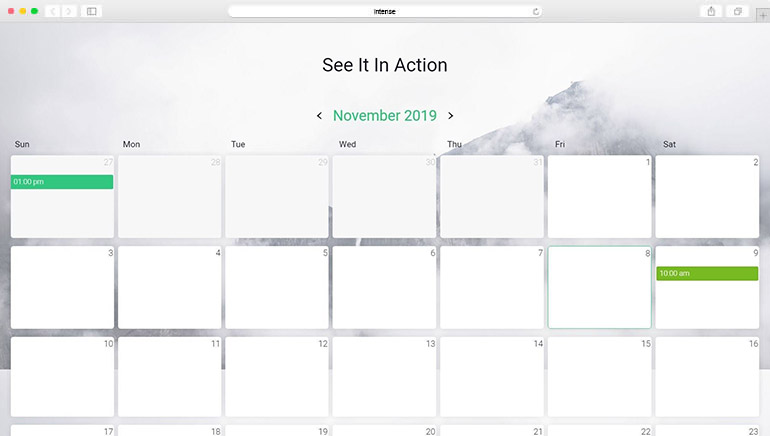 intense
See It In Action
November 2019
Sun Mon Tue Wed Thu Fri Sat
27 28 29 30 31 1 2
01:00 pm
3 4 5 6 7 8 9
10:00 am
10 11 12 13 14 15 16
17 18 19 20 21 22 23